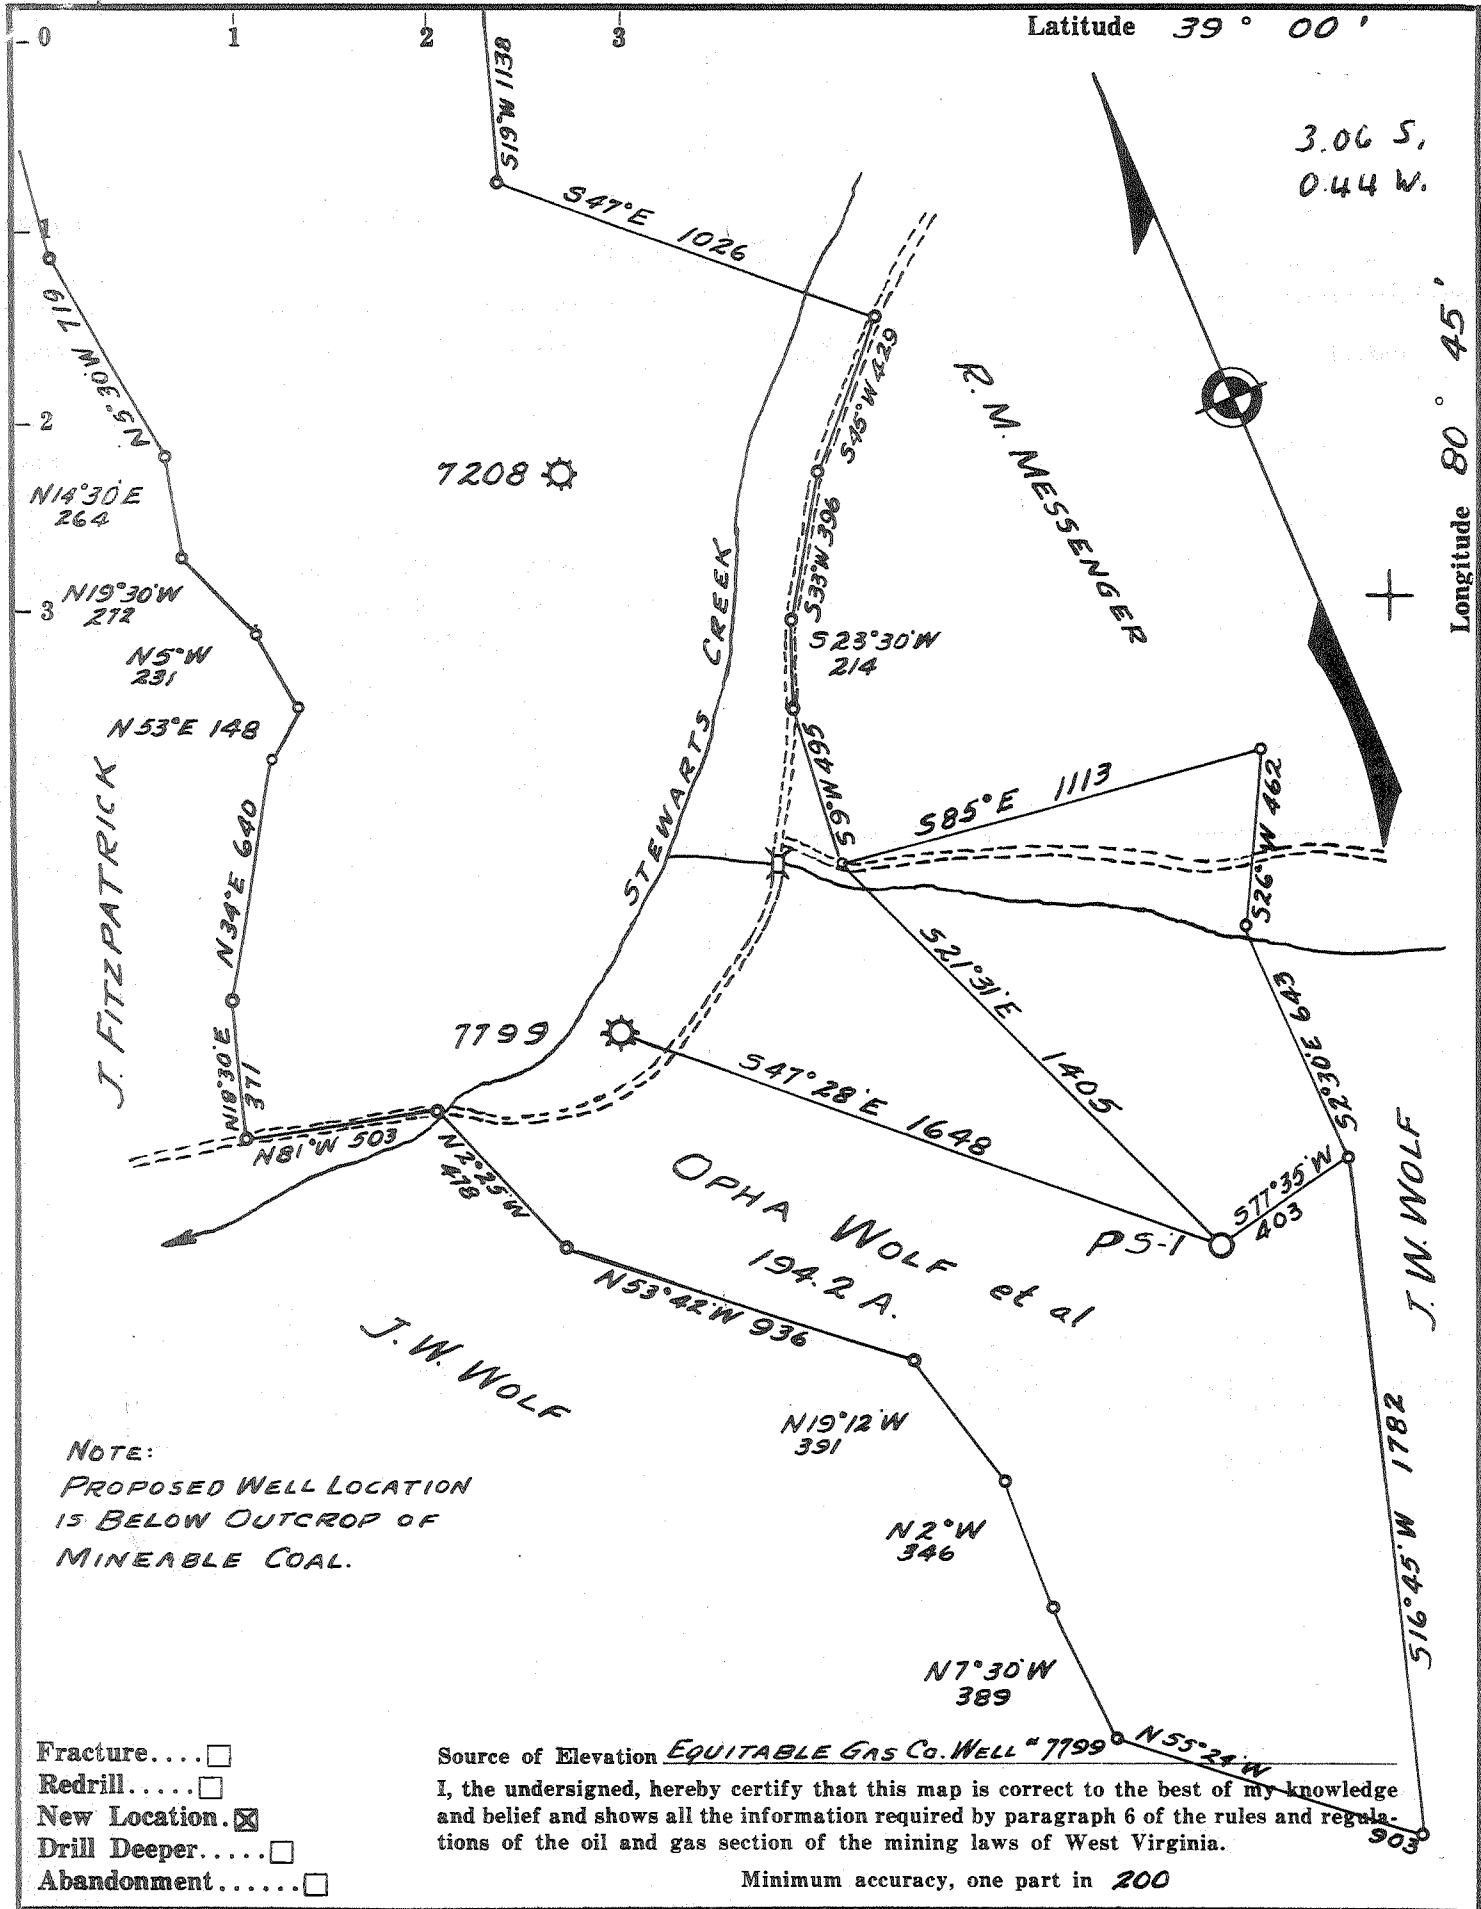 0 1 2 3
Latitude 39° 00'
3.06 S.
0.44 W.
Longitude 80° 45'
1
2
3
S19°W 1138
S47°E 1026
N5°30'W 719
N14°30'E
264
N19°30'W
272
N5°W
231
N53°E 148
N34°E 640
N18°30'E
371
N81°W 503
J. FITZPATRICK
7208
STEWARTS CREEK
S45°W 429
S33°W 396
S23°30'W
214
S9°W 495
R. M. MESSENGER
S85°E 1113
S26°W 462
S21°31'E 1405
S2°30'E 643
7799
S47°28'E 1648
S77°35'W
403
PS-1
OPHA WOLF et al
194.2 A.
J. W. WOLF
N2°25'W
478
N53°42'W 936
J. W. WOLF
N19°12'W
391
N2°W
346
N7°30'W
389
N55°24'W
903
S16°45'W 1782
NOTE:
PROPOSED WELL LOCATION
IS BELOW OUTCROP OF
MINEABLE COAL.
Fracture....
Redrill.....
New Location.
Drill Deeper.....
Abandonment......
Source of Elevation EQUITABLE GAS CO. WELL #7799
I, the undersigned, hereby certify that this map is correct to the best of my knowledge
and belief and shows all the information required by paragraph 6 of the rules and regula-
tions of the oil and gas section of the mining laws of West Virginia.
Minimum accuracy, one part in 200